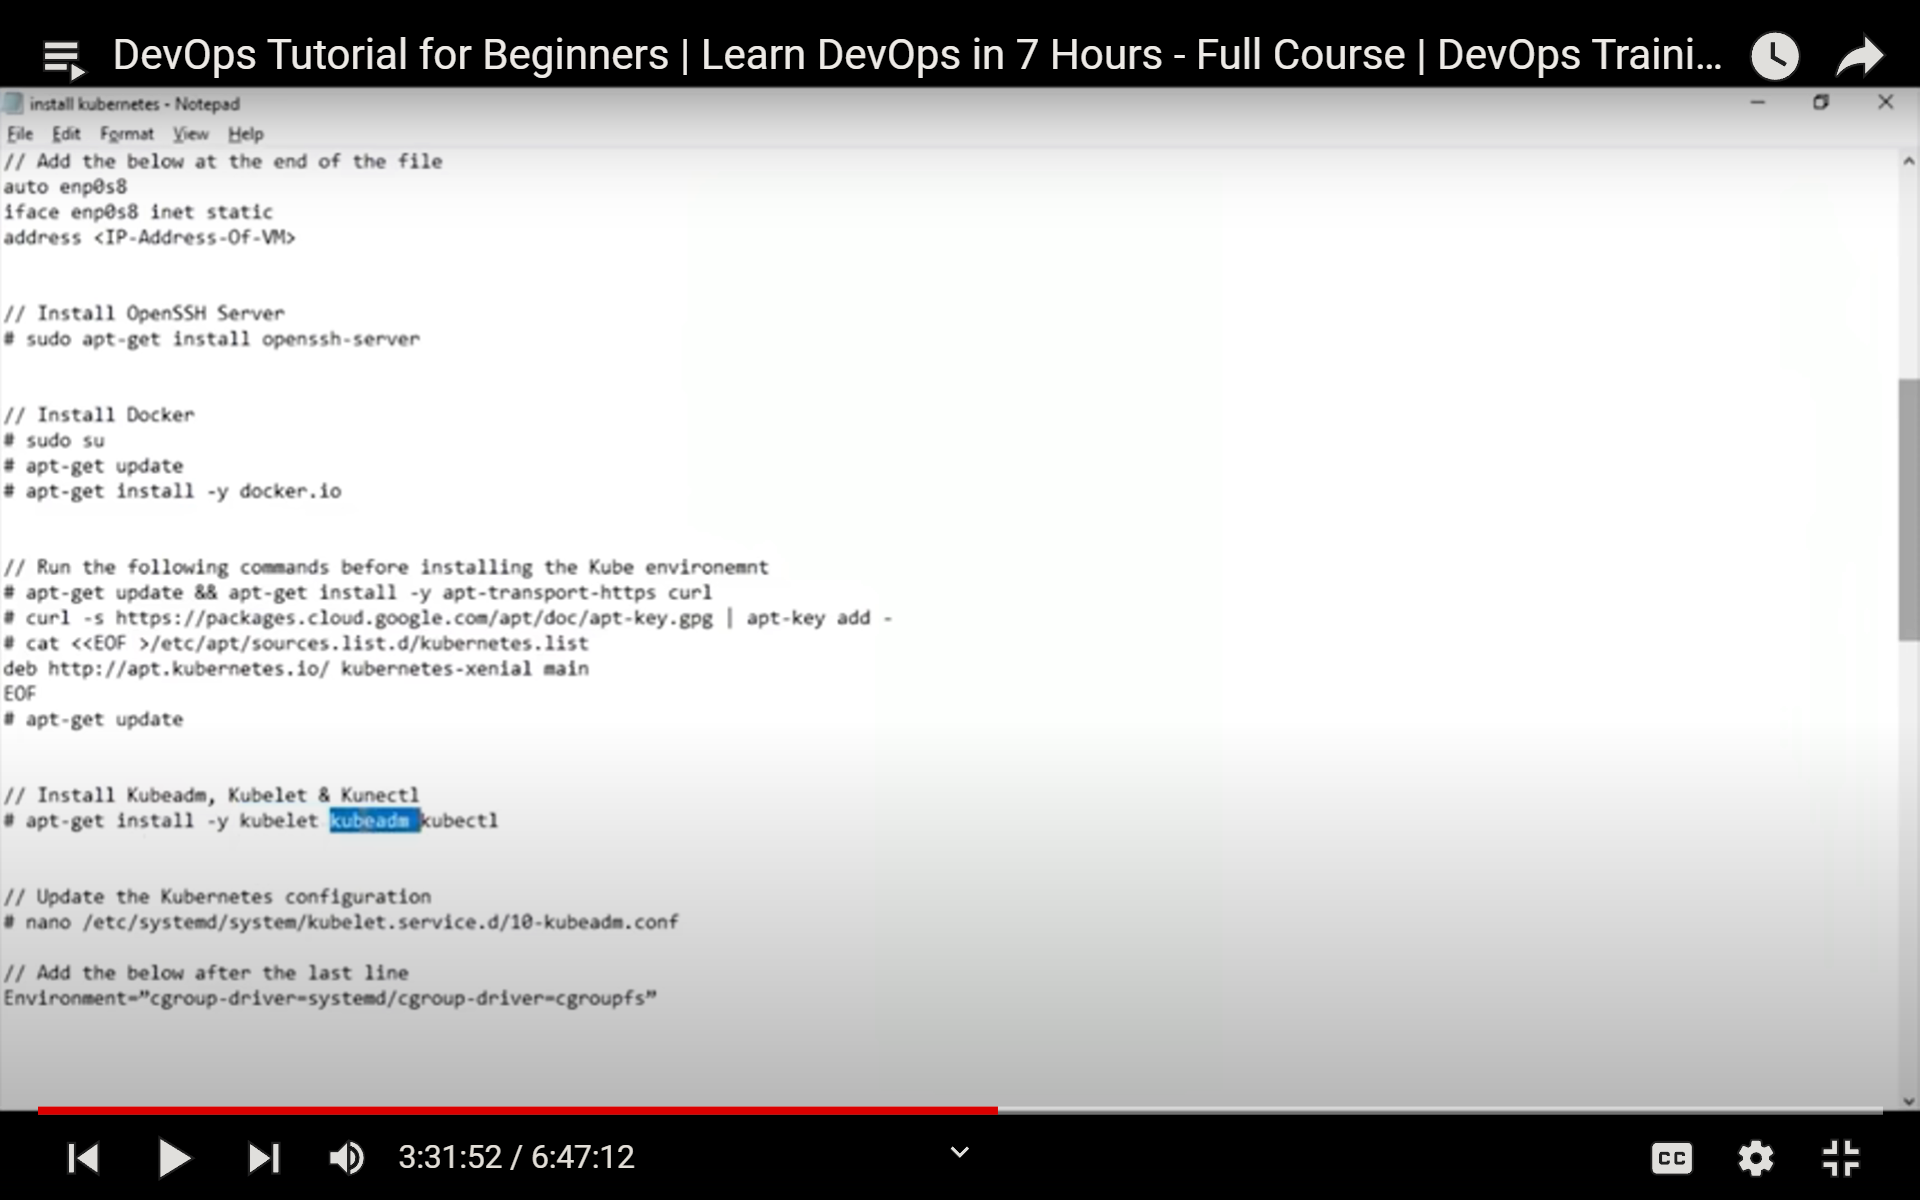 DevOps Tutorial for Beginners | Learn DevOps in 7 Hours - Full Course | DevOps Traini...
install kubernetes - Notepad
File Edit Format View Help
// Add the below at the end of the file
auto enp0s8
iface enp0s8 inet static
address <IP-Address-Of-VM>
// Install OpenSSH Server
# sudo apt-get install openssh-server
// Install Docker
# sudo su
# apt-get update
# apt-get install -y docker.io
// Run the following commands before installing the Kube environemnt
# apt-get update && apt-get install -y apt-transport-https curl
# curl -s https://packages.cloud.google.com/apt/doc/apt-key.gpg | apt-key add -
# cat <<EOF >/etc/apt/sources.list.d/kubernetes.list
deb http://apt.kubernetes.io/ kubernetes-xenial main
EOF
# apt-get update
// Install Kubeadm, Kubelet & Kunectl
# apt-get install -y kubelet kubeadm kubectl
// Update the Kubernetes configuration
# nano /etc/systemd/system/kubelet.service.d/10-kubeadm.conf
// Add the below after the last line
Environment=”cgroup-driver=systemd/cgroup-driver=cgroupfs”
3:31:52 / 6:47:12
CC